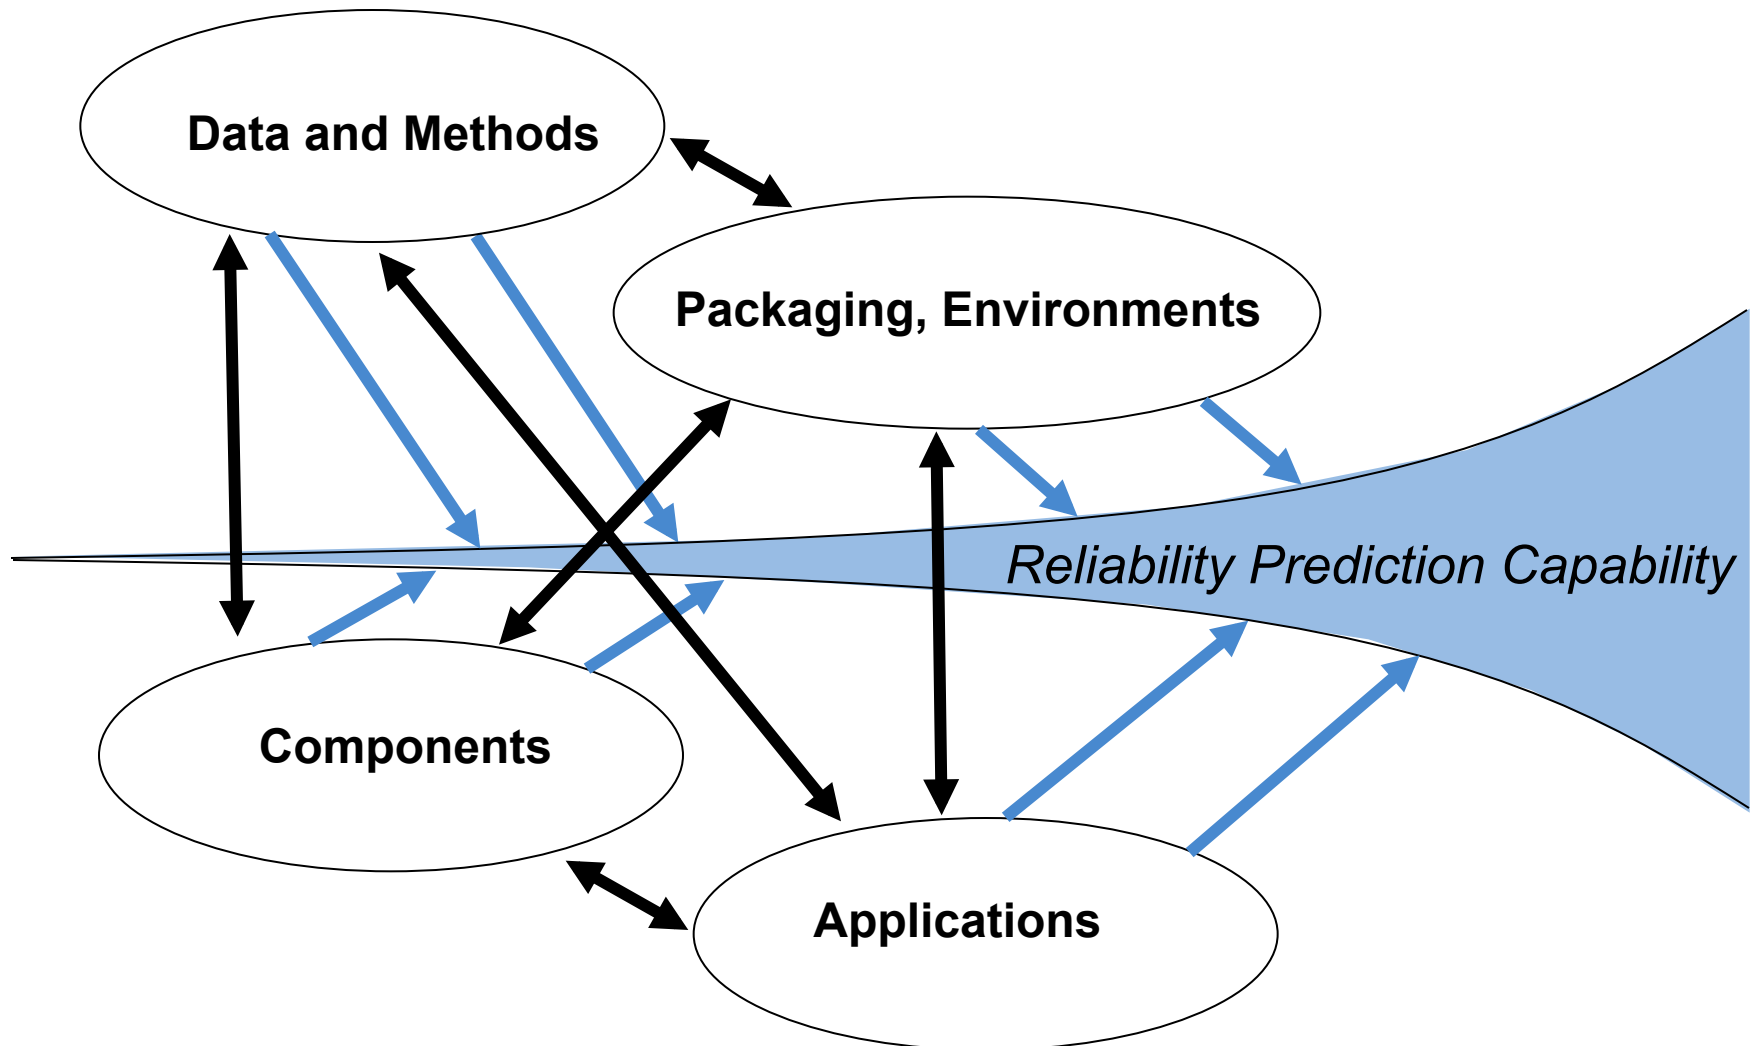 Data and Methods
Packaging, Environments
Reliability Prediction Capability
Components
Applications